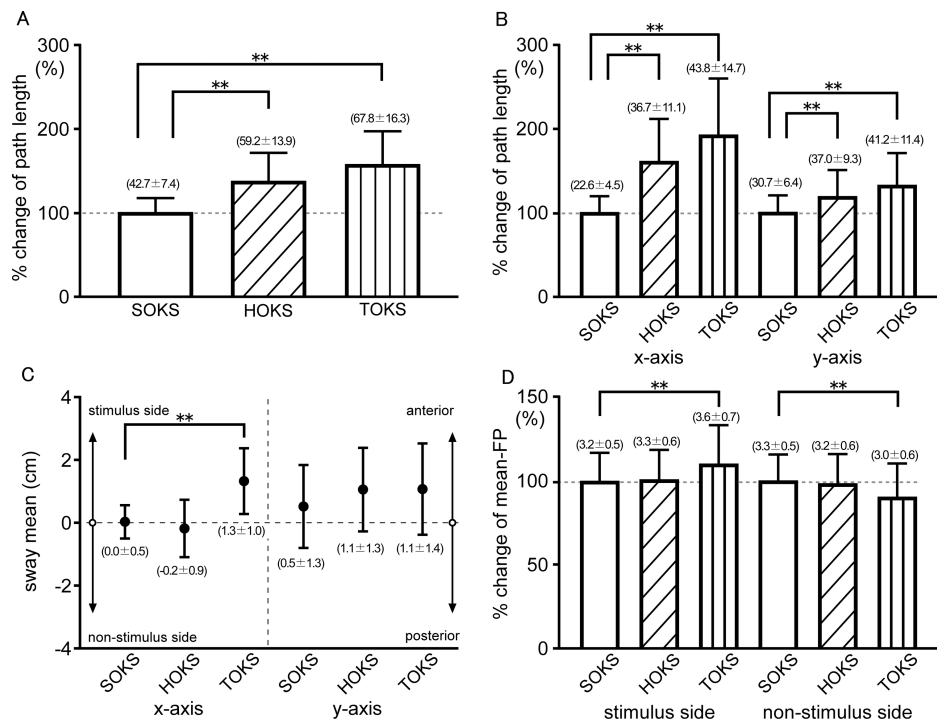 A
300
(%)
200
100
0
% change of path length
**
**
(42.7±7.4)
(59.2±13.9)
(67.8±16.3)
SOKS
HOKS
TOKS
B
300
(%)
200
100
0
% change of path length
**
**
(22.6±4.5)
(36.7±11.1)
(43.8±14.7)
**
**
(30.7±6.4)
(37.0±9.3)
(41.2±11.4)
SOKS
HOKS
TOKS
SOKS
HOKS
TOKS
x-axis
y-axis
C
4
2
0
-2
-4
sway mean (cm)
stimulus side
anterior
**
(0.0±0.5)
(-0.2±0.9)
(1.3±1.0)
(0.5±1.3)
(1.1±1.3)
(1.1±1.4)
non-stimulus side
posterior
SOKS
HOKS
TOKS
SOKS
HOKS
TOKS
x-axis
y-axis
D
150
(%)
100
50
0
% change of mean-FP
**
**
(3.2±0.5)
(3.3±0.6)
(3.6±0.7)
(3.3±0.5)
(3.2±0.6)
(3.0±0.6)
SOKS
HOKS
TOKS
SOKS
HOKS
TOKS
stimulus side
non-stimulus side